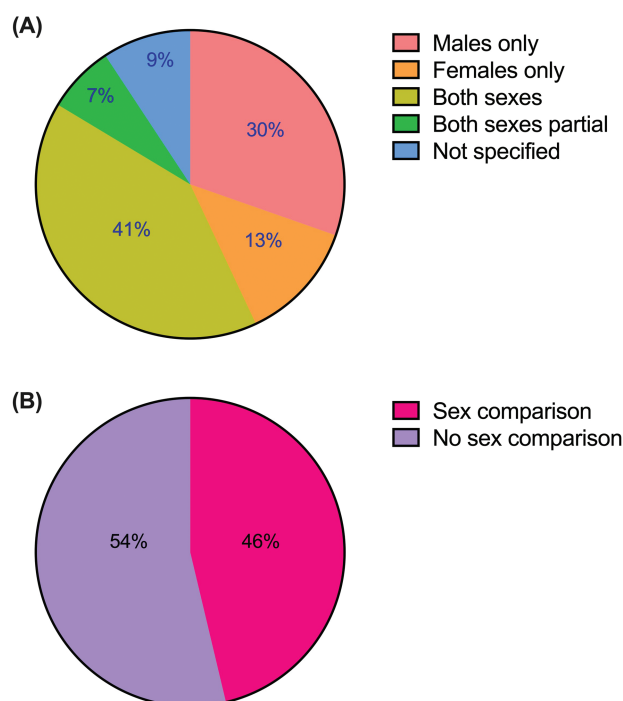 (A)
9%
7%
30%
41%
13%
Males only
Females only
Both sexes
Both sexes partial
Not specified
(B)
54%
46%
Sex comparison
No sex comparison